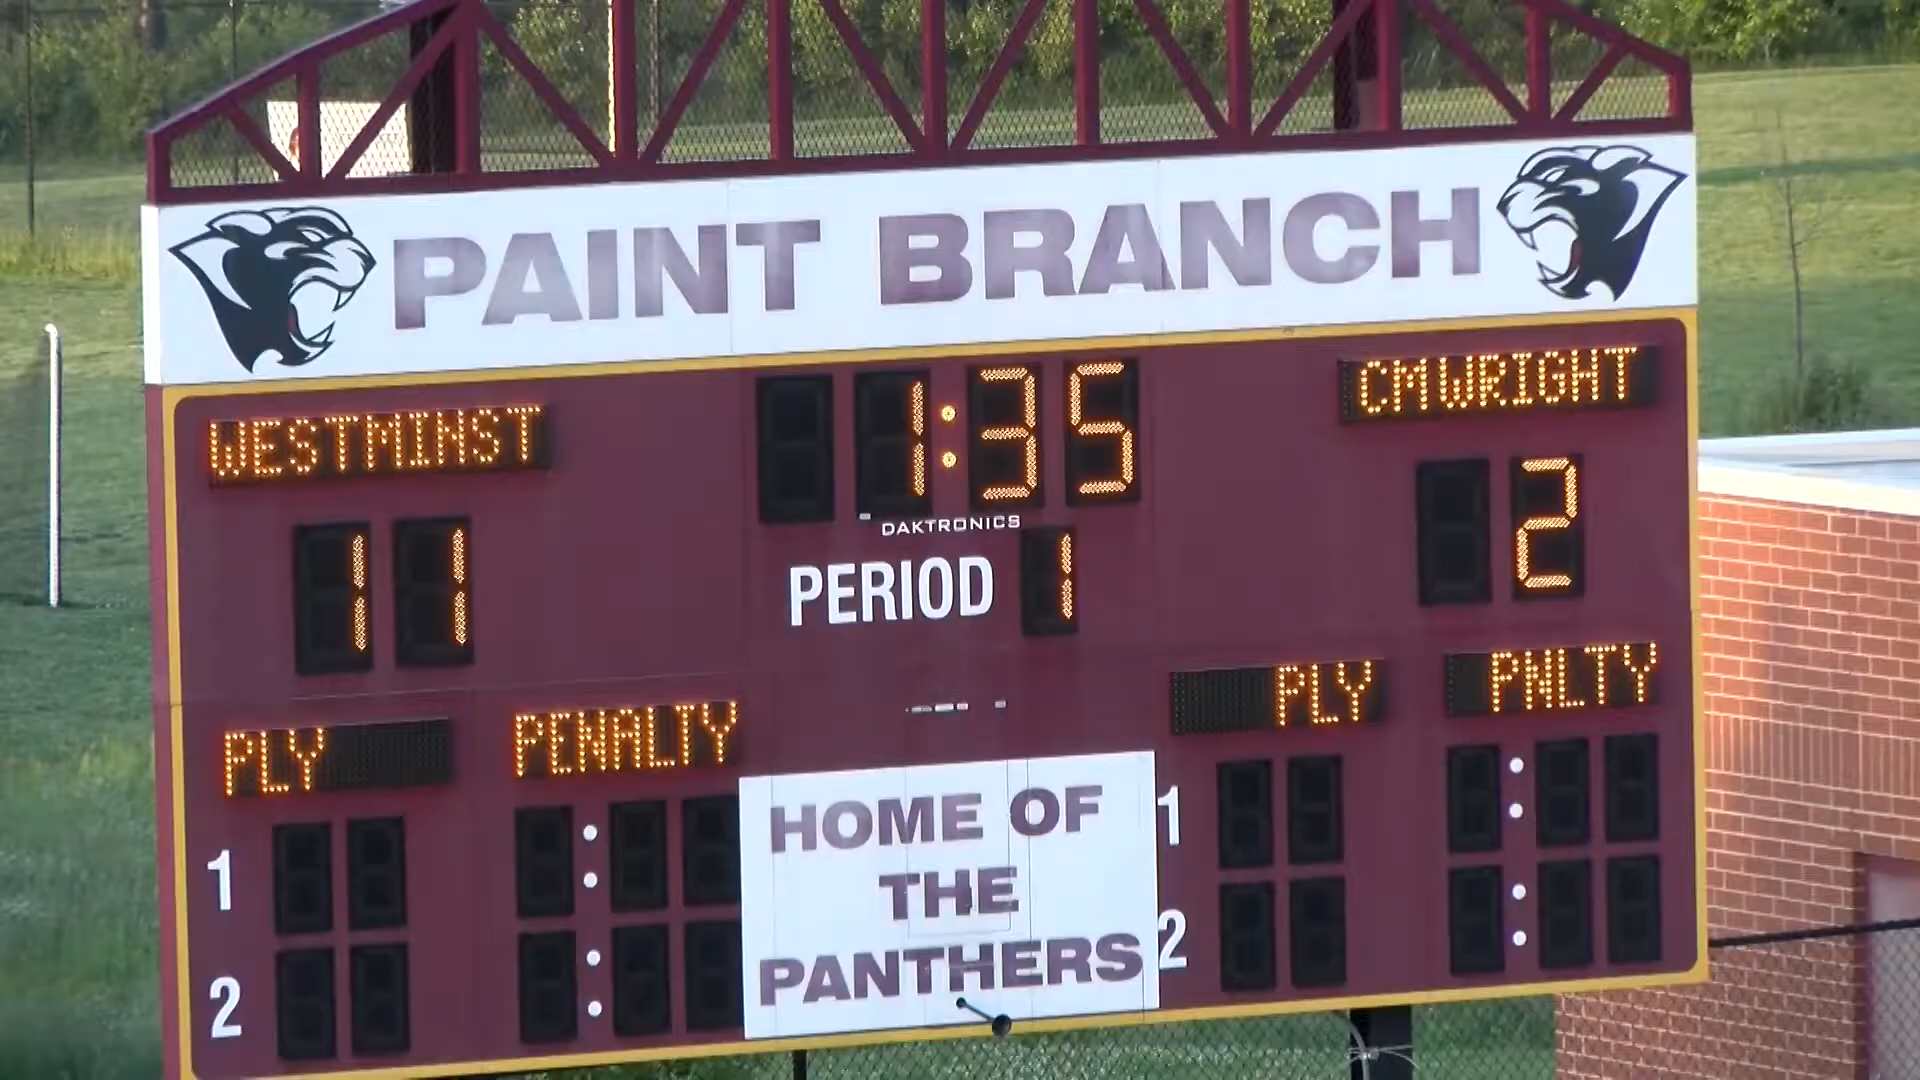 PAINT BRANCH
WESTMINST 1:35 CMWRIGHT
11 DAKTRONICS 2
PERIOD 1
PLY PENALTY PLY PNLTY
1 : 1 :
2 : 2 :
HOME OF
THE
PANTHERS